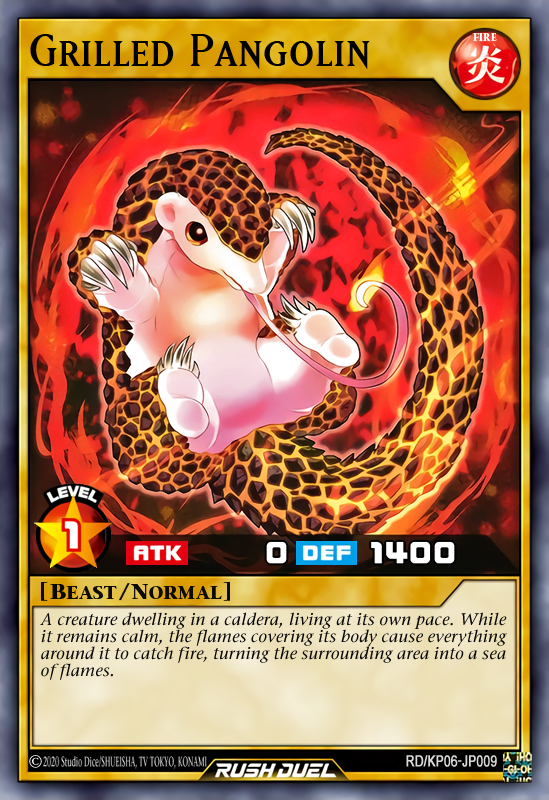 GRILLED PANGOLIN
FIRE
炎
LEVEL
1
ATK 0 DEF 1400
[BEAST/NORMAL]
A creature dwelling in a caldera, living at its own pace. While
it remains calm, the flames covering its body cause everything
around it to catch fire, turning the surrounding area into a sea
of flames.
©2020 Studio Dice/SHUEISHA, TV TOKYO, KONAMI
RUSH DUEL
RD/KP06-JP009